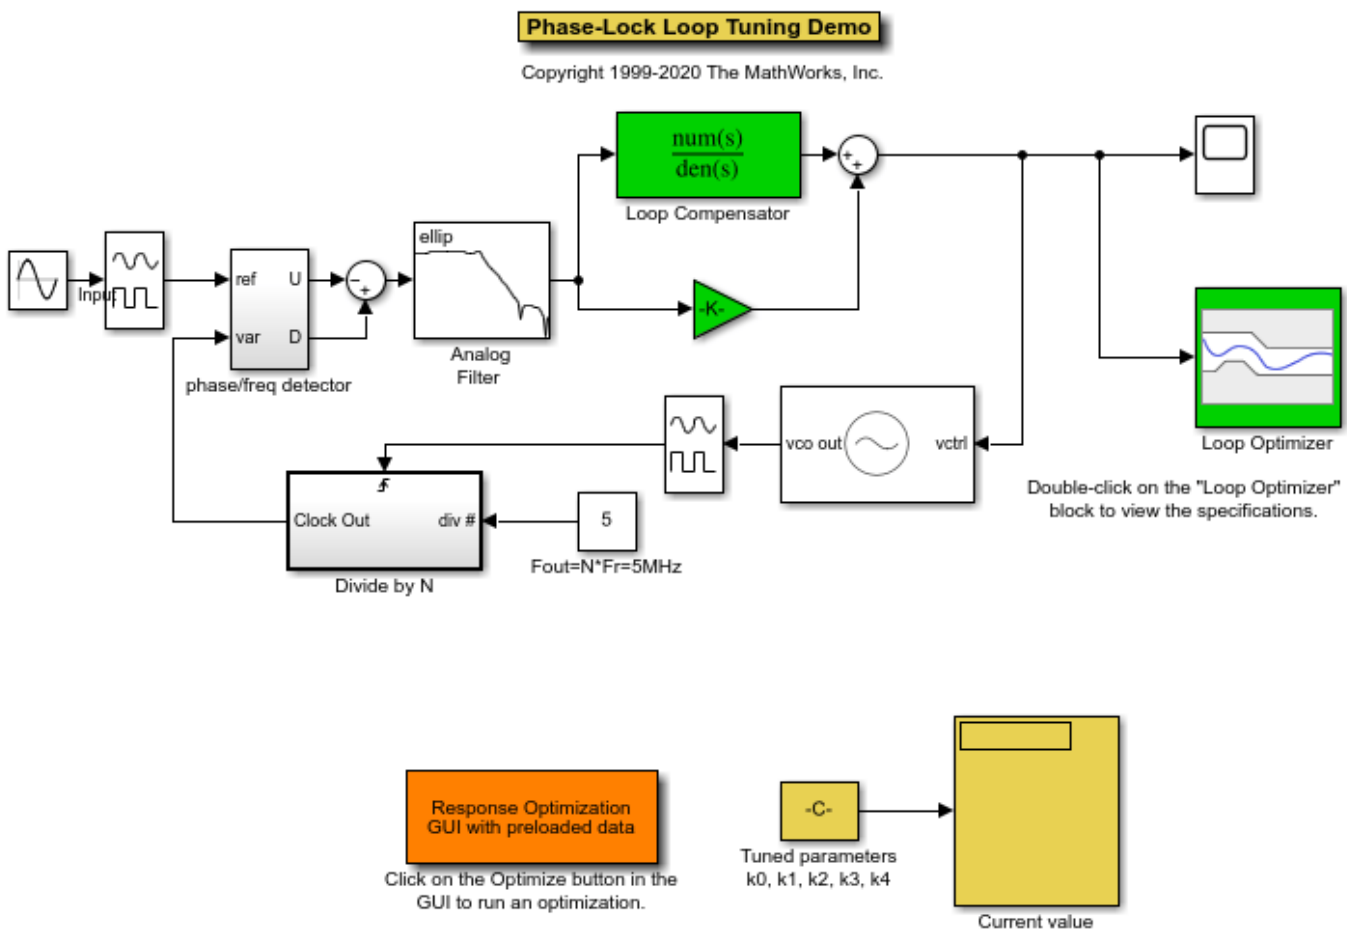 Phase-Lock Loop Tuning Demo
Copyright 1999-2020 The MathWorks, Inc.
num(s)
den(s)
Loop Compensator
+
+
Input
ref
U
var
D
phase/freq detector
−
+
ellip
Analog
Filter
-K-
Loop Optimizer
Double-click on the "Loop Optimizer"
block to view the specifications.
vco out
vctrl
Clock Out
div #
Divide by N
5
Fout=N*Fr=5MHz
Response Optimization
GUI with preloaded data
Click on the Optimize button in the
GUI to run an optimization.
-C-
Tuned parameters
k0, k1, k2, k3, k4
Current value